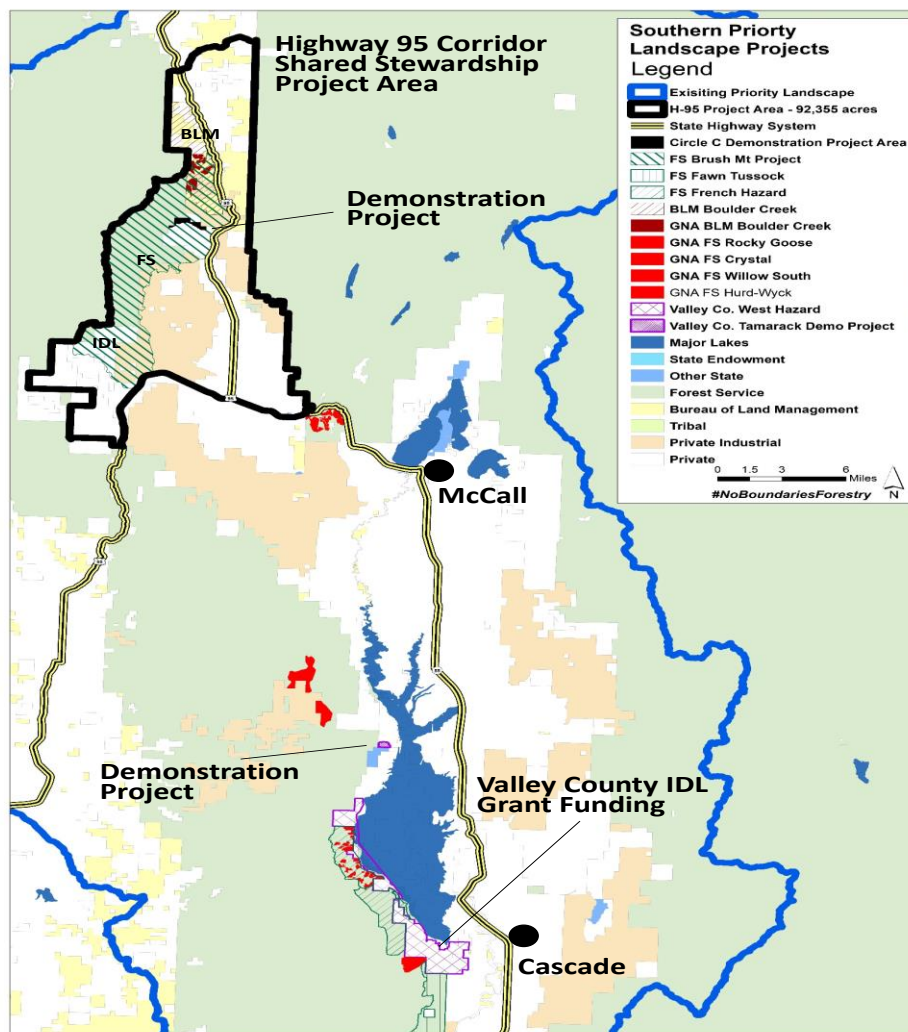 Highway 95 Corridor
Shared Stewardship
Project Area
BLM
Demonstration
Project
FS
IDL
McCall
Demonstration
Project
Valley County IDL
Grant Funding
Cascade
Southern Priorty
Landscape Projects
Legend
Exisiting Priority Landscape
H-95 Project Area - 92,355 acres
State Highway System
Circle C Demonstration Project Area
FS Brush Mt Project
FS Fawn Tussock
FS French Hazard
BLM Boulder Creek
GNA BLM Boulder Creek
GNA FS Rocky Goose
GNA FS Crystal
GNA FS Willow South
GNA FS Hurd-Wyck
Valley Co. West Hazard
Valley Co. Tamarack Demo Project
Major Lakes
State Endowment
Other State
Forest Service
Bureau of Land Management
Tribal
Private Industrial
Private
0 1.5 3 6
Miles
N
#NoBoundariesForestry